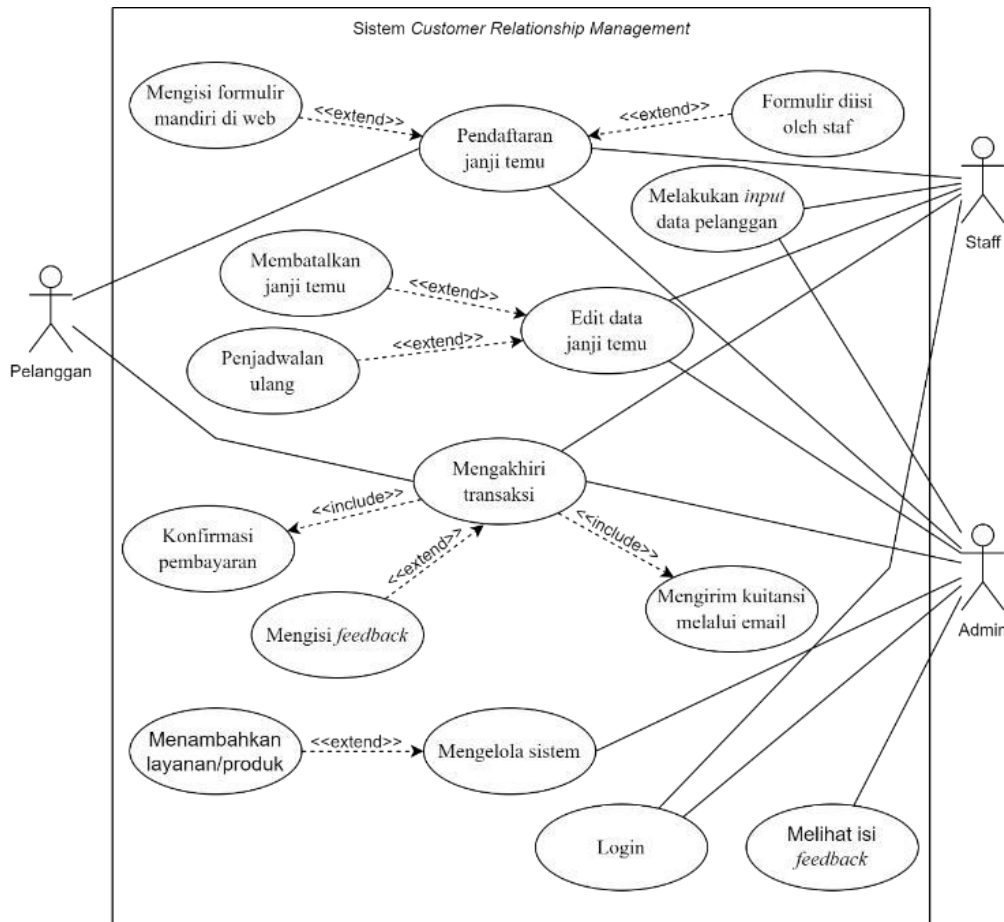 Sistem Customer Relationship Management
Mengisi formulir
mandiri di web
<<extend>>
Pendaftaran
janji temu
<<extend>>
Formulir diisi
oleh staf
Melakukan input
data pelanggan
Staff
Membatalkan
janji temu
<<extend>>
Edit data
janji temu
Penjadwalan
ulang
<<extend>>
Pelanggan
Mengakhiri
transaksi
<<include>>
Konfirmasi
pembayaran
<<extend>>
Mengisi feedback
<<include>>
Mengirim kuitansi
melalui email
Admin
Menambahkan
layanan/produk
<<extend>>
Mengelola sistem
Login
Melihat isi
feedback